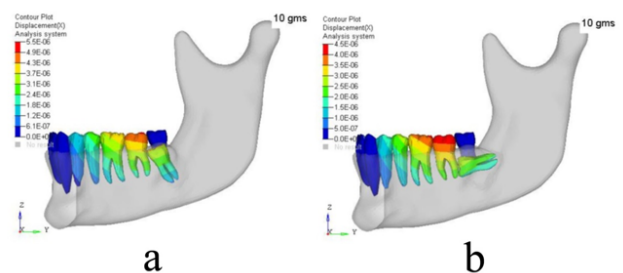 Contour Plot
Displacement(X)
Analysis system
5.5E-06
4.9E-06
4.3E-06
3.7E-06
3.1E-06
2.4E-06
1.8E-06
1.2E-06
6.1E-07
0.0E+
No result
10 gms
Z
X Y
a
Contour Plot
Displacement(X)
Analysis system
4.5E-06
4.0E-06
3.5E-06
3.0E-06
2.5E-06
2.0E-06
1.5E-06
1.0E-06
5.0E-07
0.0E+
No result
10 gms
Z
X Y
b